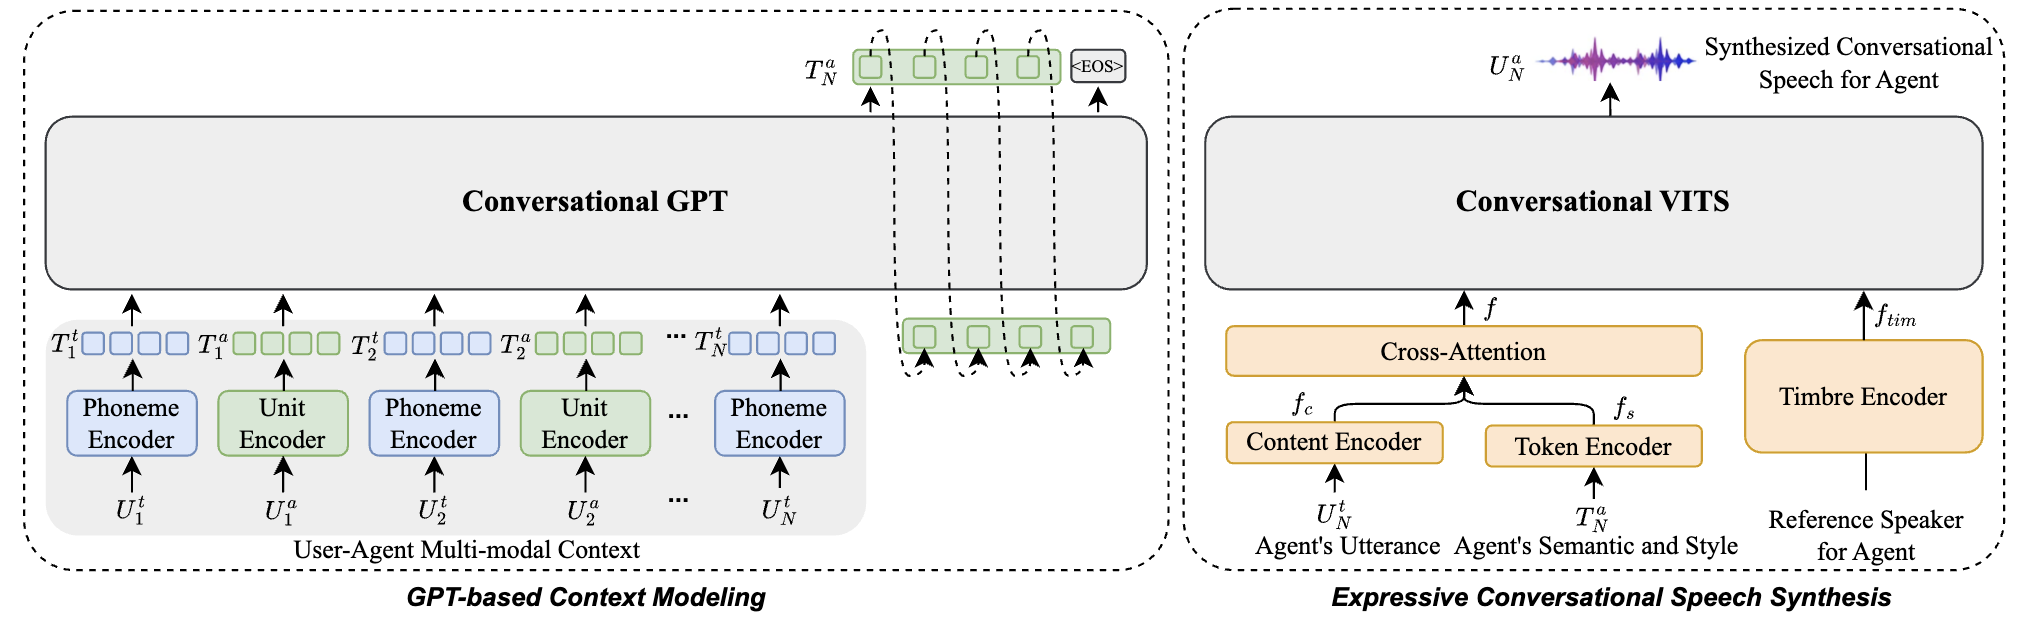 T_N^a
<EOS>
Conversational GPT
T_1^t T_1^a T_2^t T_2^a ... T_N^t
Phoneme Encoder
Unit Encoder
Phoneme Encoder
Unit Encoder
...
Phoneme Encoder
U_1^t U_1^a U_2^t U_2^a ... U_N^t
User-Agent Multi-modal Context
GPT-based Context Modeling
U_N^a
Synthesized Conversational
Speech for Agent
Conversational VITS
f
f_tim
Cross-Attention
Timbre Encoder
f_c
f_s
Content Encoder
Token Encoder
U_N^t
T_N^a
Agent's Utterance
Agent's Semantic and Style
Reference Speaker
for Agent
Expressive Conversational Speech Synthesis